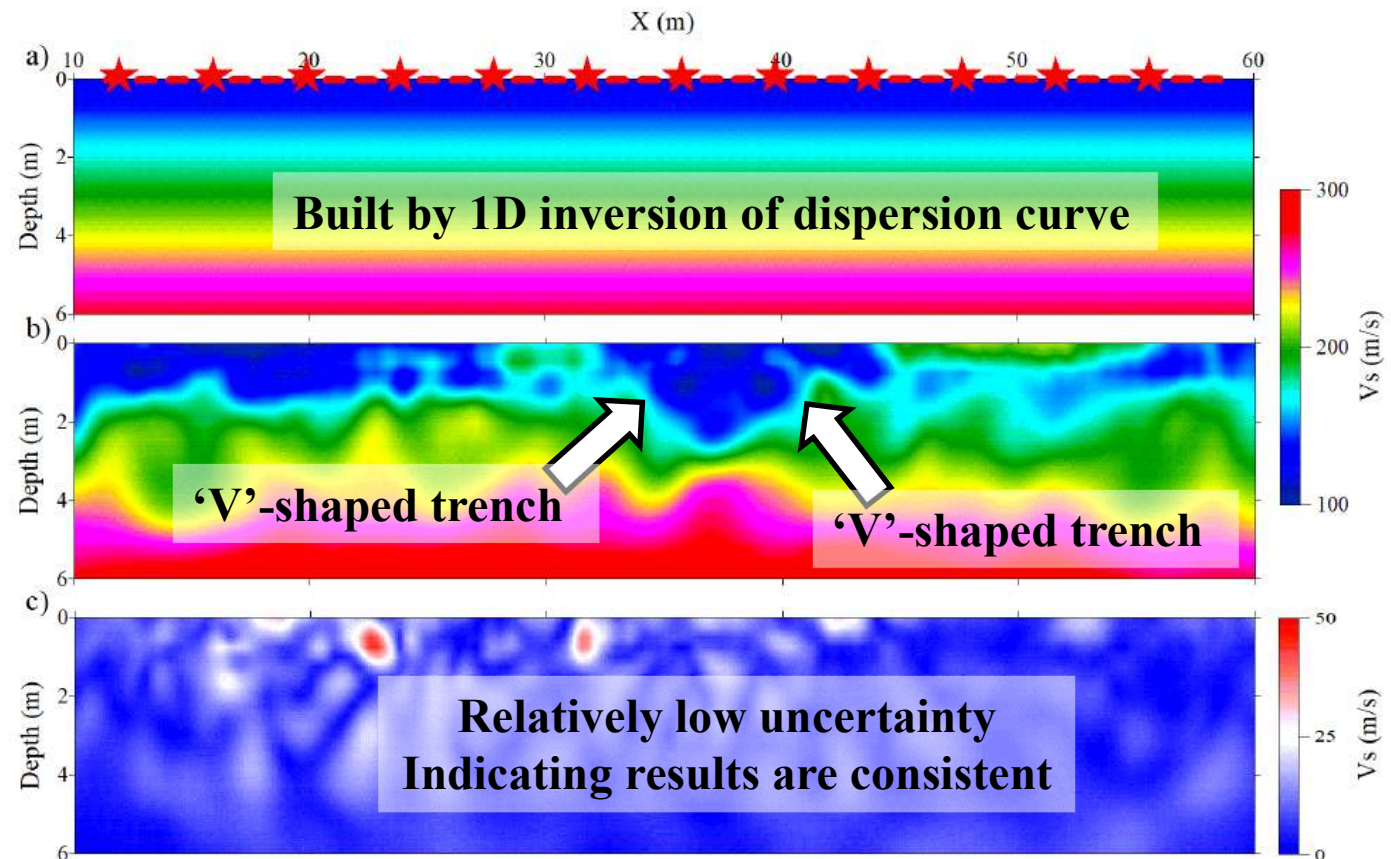 X (m)
a)
10 20 30 40 50 60
0
2
4
6
Depth (m)
Built by 1D inversion of dispersion curve
b)
0
2
4
6
Depth (m)
‘V’-shaped trench
‘V’-shaped trench
300
200
100
Vs (m/s)
c)
0
2
4
6
Depth (m)
Relatively low uncertainty
Indicating results are consistent
50
25
0
Vs (m/s)